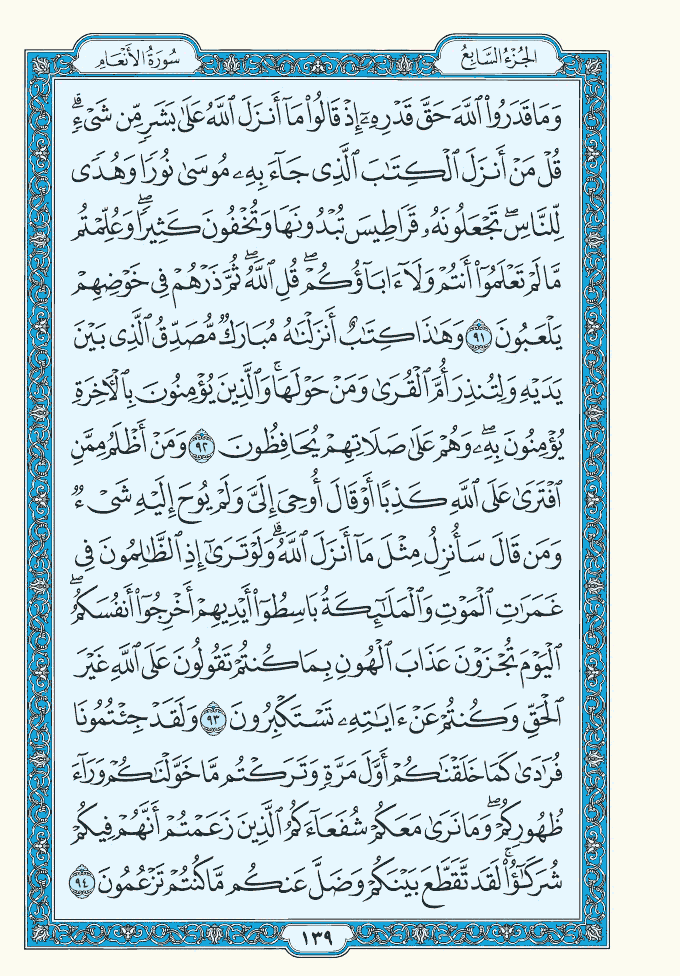 الجُزْءُ السَّابِعُ
سُورَةُ الأَنْعَام
وَمَا قَدَرُوا۟ ٱللَّهَ حَقَّ قَدْرِهِۦٓ إِذْ قَالُوا۟ مَآ أَنزَلَ ٱللَّهُ عَلَىٰ بَشَرٍ مِّن شَىْءٍ ۗ
قُلْ مَنْ أَنزَلَ ٱلْكِتَـٰبَ ٱلَّذِى جَآءَ بِهِۦ مُوسَىٰ نُورًا وَهُدًى
لِّلنَّاسِ ۖ تَجْعَلُونَهُۥ قَرَاطِيسَ تُبْدُونَهَا وَتُخْفُونَ كَثِيرًا ۖ وَعُلِّمْتُم
مَّا لَمْ تَعْلَمُوٓا۟ أَنتُمْ وَلَآ ءَابَآؤُكُمْ ۖ قُلِ ٱللَّهُ ۖ ثُمَّ ذَرْهُمْ فِى خَوْضِهِمْ
يَلْعَبُونَ ٩١ وَهَـٰذَا كِتَـٰبٌ أَنزَلْنَـٰهُ مُبَارَكٌ مُّصَدِّقُ ٱلَّذِى بَيْنَ
يَدَيْهِ وَلِتُنذِرَ أُمَّ ٱلْقُرَىٰ وَمَنْ حَوْلَهَا ۚ وَٱلَّذِينَ يُؤْمِنُونَ بِٱلْـَٔاخِرَةِ
يُؤْمِنُونَ بِهِۦ ۖ وَهُمْ عَلَىٰ صَلَاتِهِمْ يُحَافِظُونَ ٩٢ وَمَنْ أَظْلَمُ مِمَّنِ
ٱفْتَرَىٰ عَلَى ٱللَّهِ كَذِبًا أَوْ قَالَ أُوحِىَ إِلَىَّ وَلَمْ يُوحَ إِلَيْهِ شَىْءٌ
وَمَن قَالَ سَأُنزِلُ مِثْلَ مَآ أَنزَلَ ٱللَّهُ ۗ وَلَوْ تَرَىٰٓ إِذِ ٱلظَّـٰلِمُونَ فِى
غَمَرَٰتِ ٱلْمَوْتِ وَٱلْمَلَـٰٓئِكَةُ بَاسِطُوٓا۟ أَيْدِيهِمْ أَخْرِجُوٓا۟ أَنفُسَكُمُ ۖ
ٱلْيَوْمَ تُجْزَوْنَ عَذَابَ ٱلْهُونِ بِمَا كُنتُمْ تَقُولُونَ عَلَى ٱللَّهِ غَيْرَ
ٱلْحَقِّ وَكُنتُمْ عَنْ ءَايَـٰتِهِۦ تَسْتَكْبِرُونَ ٩٣ وَلَقَدْ جِئْتُمُونَا
فُرَٰدَىٰ كَمَا خَلَقْنَـٰكُمْ أَوَّلَ مَرَّةٍ وَتَرَكْتُم مَّا خَوَّلْنَـٰكُمْ وَرَآءَ
ظُهُورِكُمْ ۖ وَمَا نَرَىٰ مَعَكُمْ شُفَعَآءَكُمُ ٱلَّذِينَ زَعَمْتُمْ أَنَّهُمْ فِيكُمْ
شُرَكَـٰٓؤُا۟ ۚ لَقَد تَّقَطَّعَ بَيْنَكُمْ وَضَلَّ عَنكُم مَّا كُنتُمْ تَزْعُمُونَ ٩٤
١٣٩